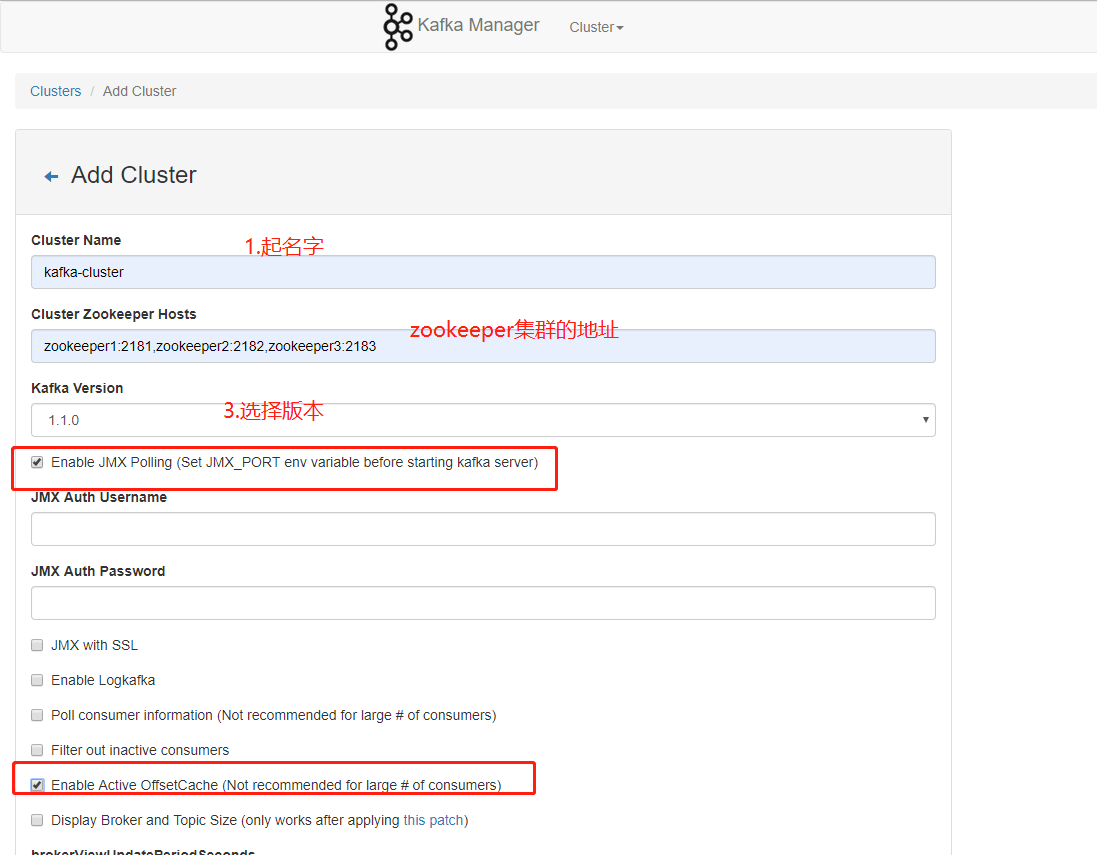 Kafka Manager Cluster
Clusters / Add Cluster
Add Cluster
Cluster Name
1.起名字
kafka-cluster
Cluster Zookeeper Hosts
zookeeper集群的地址
zookeeper1:2181,zookeeper2:2182,zookeeper3:2183
Kafka Version
3.选择版本
1.1.0
Enable JMX Polling (Set JMX_PORT env variable before starting kafka server)
JMX Auth Username
JMX Auth Password
JMX with SSL
Enable Logkafka
Poll consumer information (Not recommended for large # of consumers)
Filter out inactive consumers
Enable Active OffsetCache (Not recommended for large # of consumers)
Display Broker and Topic Size (only works after applying this patch)
brokerViewUpdatePeriodSeconds